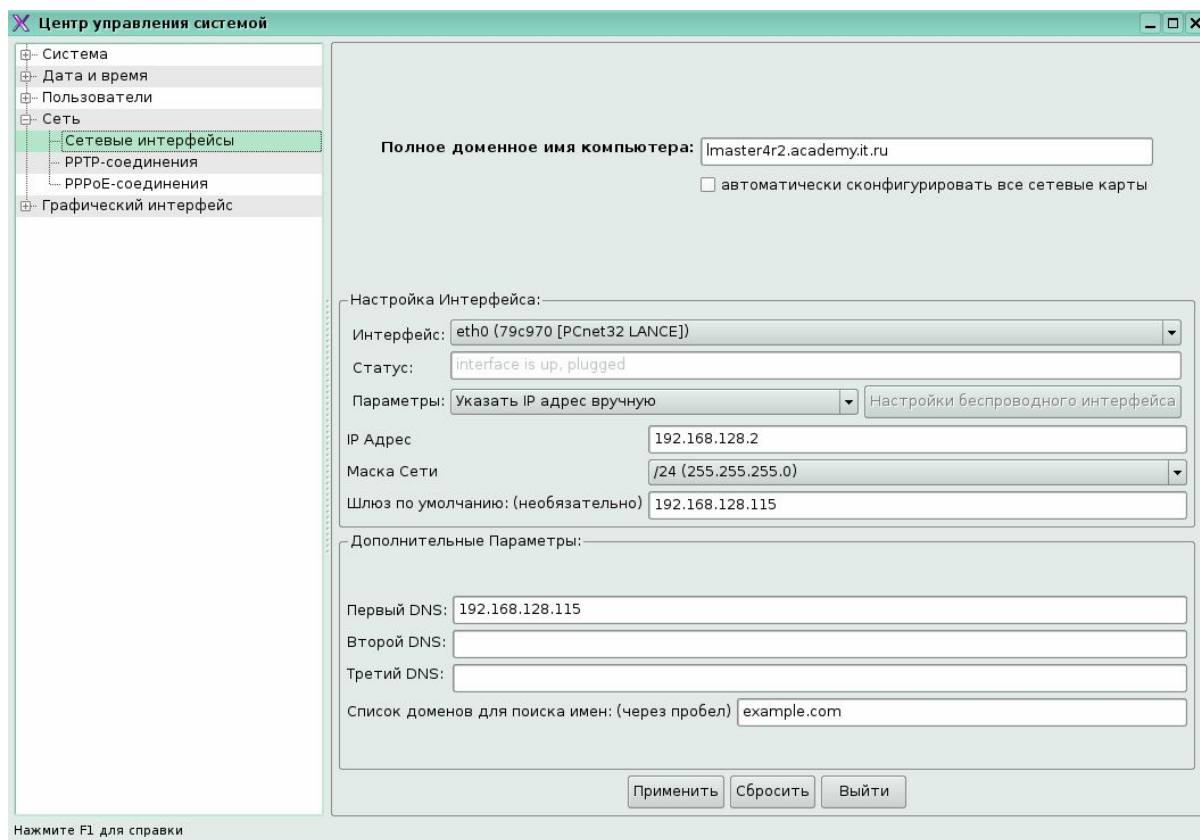 Центр управления системой
Система
Дата и время
Пользователи
Сеть
Сетевые интерфейсы
PPTP-соединения
PPPoE-соединения
Графический интерфейс
Полное доменное имя компьютера: lmaster4r2.academy.it.ru
автоматически сконфигурировать все сетевые карты
Настройка Интерфейса:
Интерфейс: eth0 (79c970 [PCnet32 LANCE])
Статус: interface is up, plugged
Параметры: Указать IP адрес вручную Настройки беспроводного интерфейса
IP Адрес 192.168.128.2
Маска Сети /24 (255.255.255.0)
Шлюз по умолчанию: (необязательно) 192.168.128.115
Дополнительные Параметры:
Первый DNS: 192.168.128.115
Второй DNS:
Третий DNS:
Список доменов для поиска имен: (через пробел) example.com
Применить Сбросить Выйти
Нажмите F1 для справки